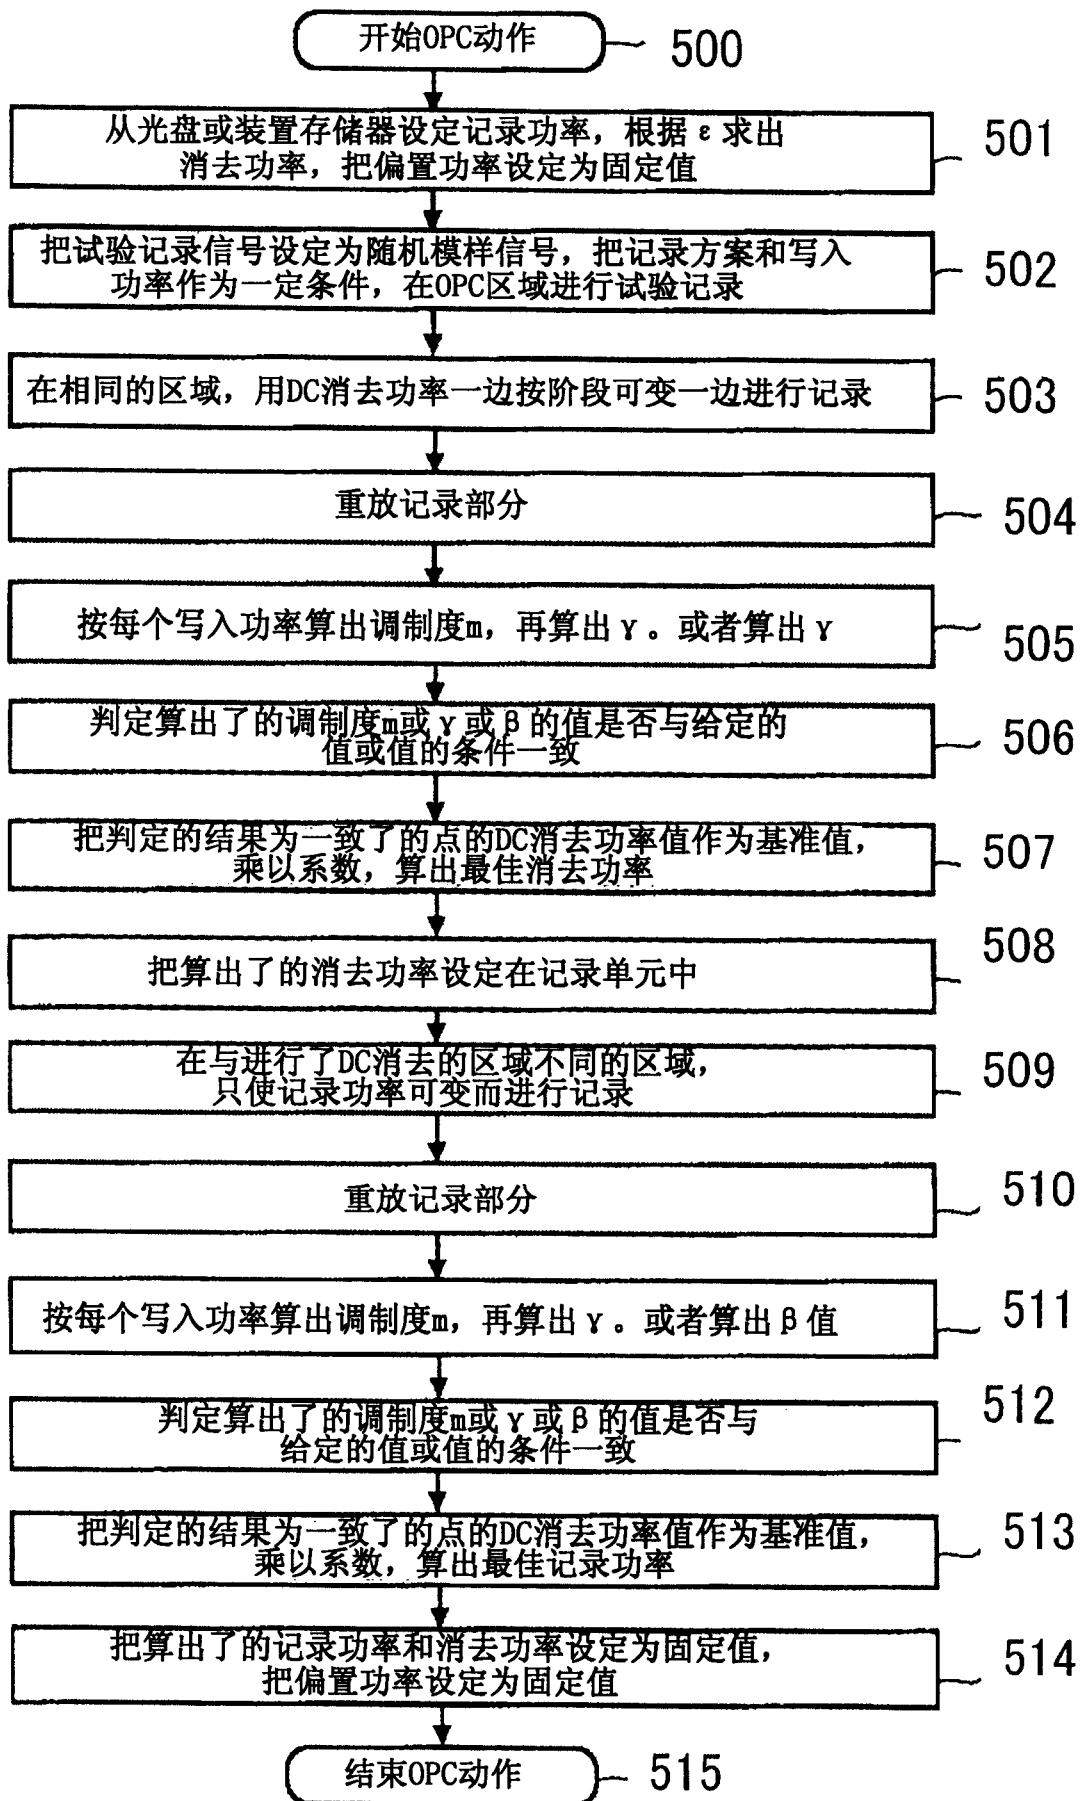 开始OPC动作
500
从光盘或装置存储器设定记录功率，根据ε求出
消去功率，把偏置功率设定为固定值
501
把试验记录信号设定为随机模样信号，把记录方案和写入
功率作为一定条件，在OPC区域进行试验记录
502
在相同的区域，用DC消去功率一边按阶段可变一边进行记录
503
重放记录部分
504
按每个写入功率算出调制度m，再算出γ。或者算出γ
505
判定算出了的调制度m或γ或β的值是否与给定的
值或值的条件一致
506
把判定的结果为一致了的点的DC消去功率值作为基准值，
乘以系数，算出最佳消去功率
507
把算出了的消去功率设定在记录单元中
508
在与进行了DC消去的区域不同的区域，
只使记录功率可变而进行记录
509
重放记录部分
510
按每个写入功率算出调制度m，再算出γ。或者算出β值
511
判定算出了的调制度m或γ或β的值是否与
给定的值或值的条件一致
512
把判定的结果为一致了的点的DC消去功率值作为基准值，
乘以系数，算出最佳记录功率
513
把算出了的记录功率和消去功率设定为固定值，
把偏置功率设定为固定值
514
结束OPC动作
515